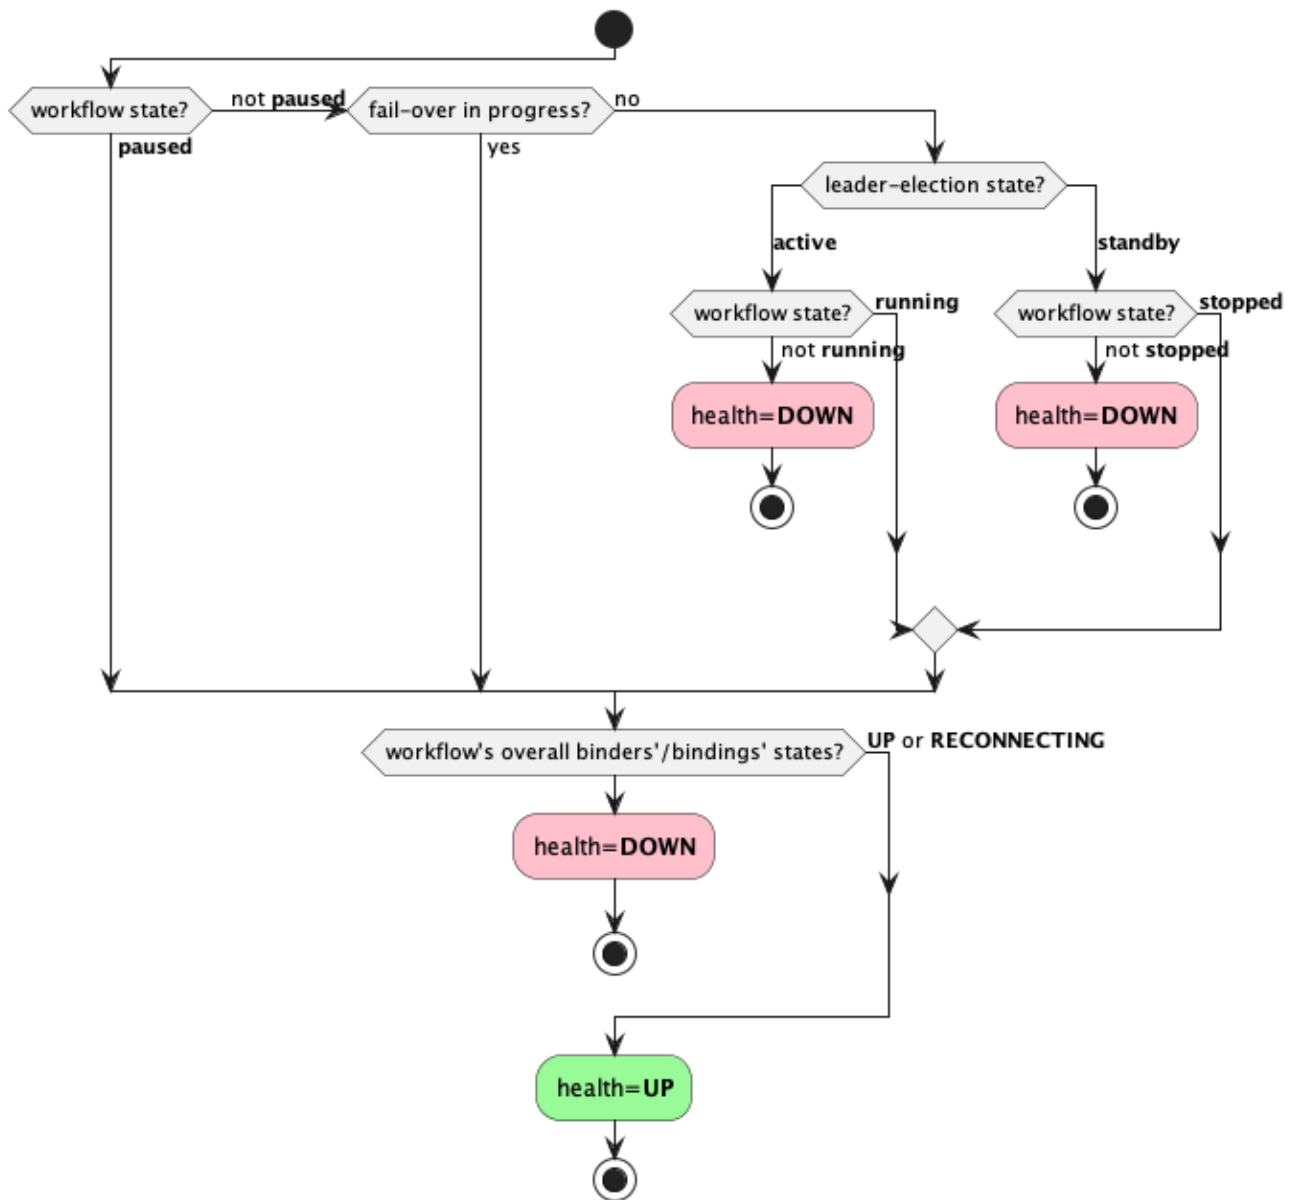 workflow state?
not paused
fail-over in progress?
no
paused
yes
leader-election state?
active
standby
workflow state?
running
workflow state?
stopped
not running
not stopped
health=DOWN
health=DOWN
workflow's overall binders'/bindings' states?
UP or RECONNECTING
health=DOWN
health=UP